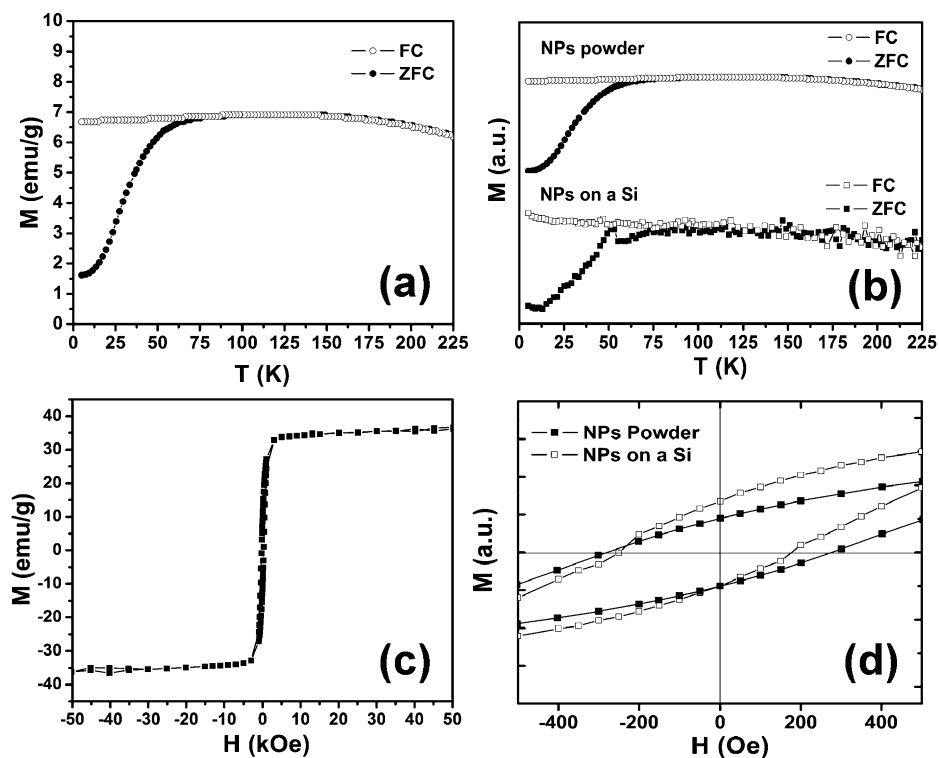 10
9
8
7
6
5
4
3
2
1
0
M (emu/g)
FC
ZFC
(a)
0 25 50 75 100 125 150 175 200 225
T (K)
M (a.u.)
NPs powder
FC
ZFC
NPs on a Si
FC
ZFC
(b)
0 25 50 75 100 125 150 175 200 225
T (K)
40
30
20
10
0
-10
-20
-30
-40
M (emu/g)
(c)
-50 -40 -30 -20 -10 0 10 20 30 40 50
H (kOe)
M (a.u.)
NPs Powder
NPs on a Si
(d)
-400 -200 0 200 400
H (Oe)